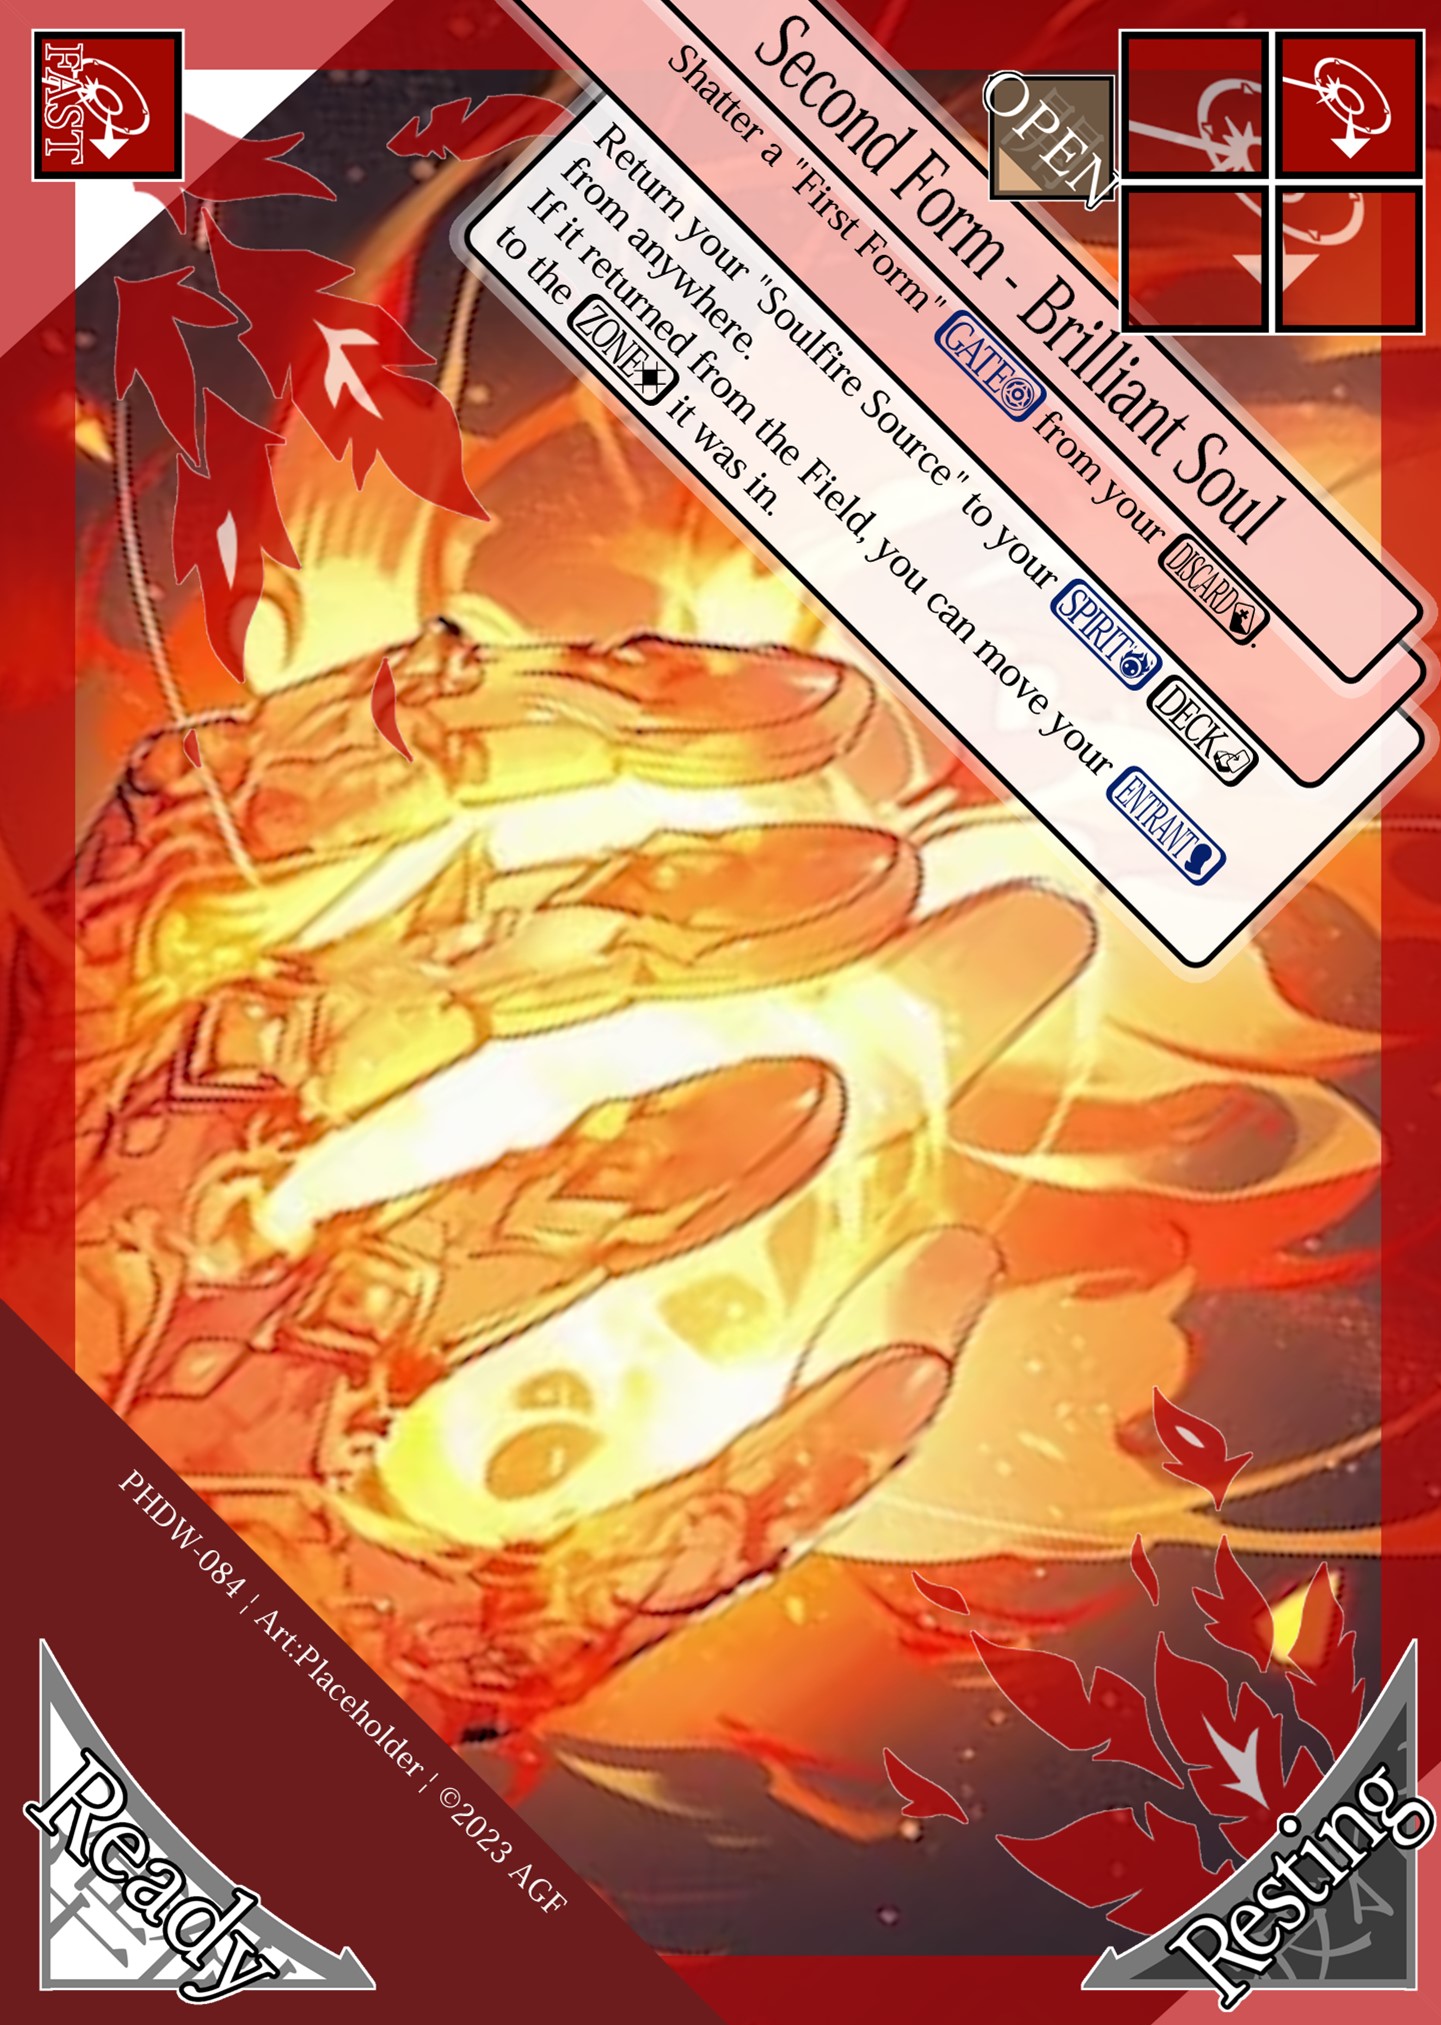 FAST
OPEN
Second Form - Brilliant Soul
Shatter a "First Form" GATE from your DISCARD.
Return your "Soulfire Source" to your SPIRIT DECK
from anywhere.
If it returned from the Field, you can move your ENTRANT
to the ZONE it was in.
PHDW-084 ¦ Art:Placeholder ¦ ©2023 AGF
Ready
Resting